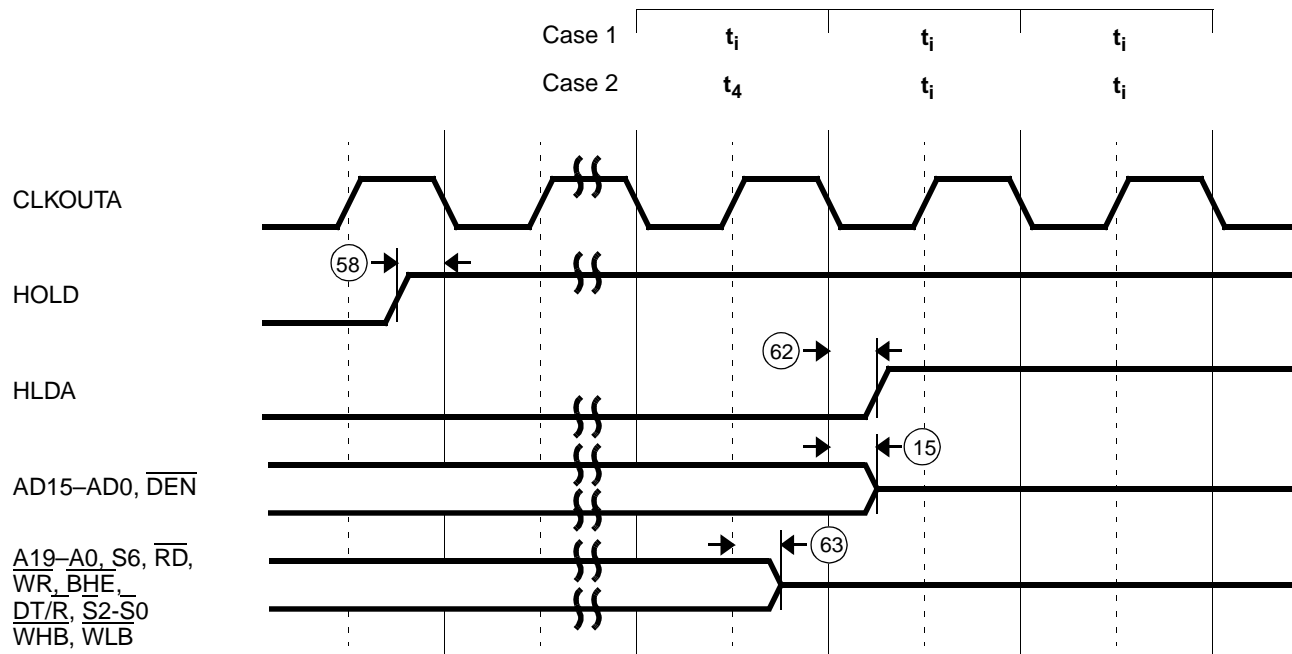 Case 1 ti ti ti
Case 2 t4 ti ti
CLKOUTA
58
HOLD
62
HLDA
15
AD15–AD0, DEN
63
A19–A0, S6, RD,
WR, BHE,
DT/R, S2-S0
WHB, WLB